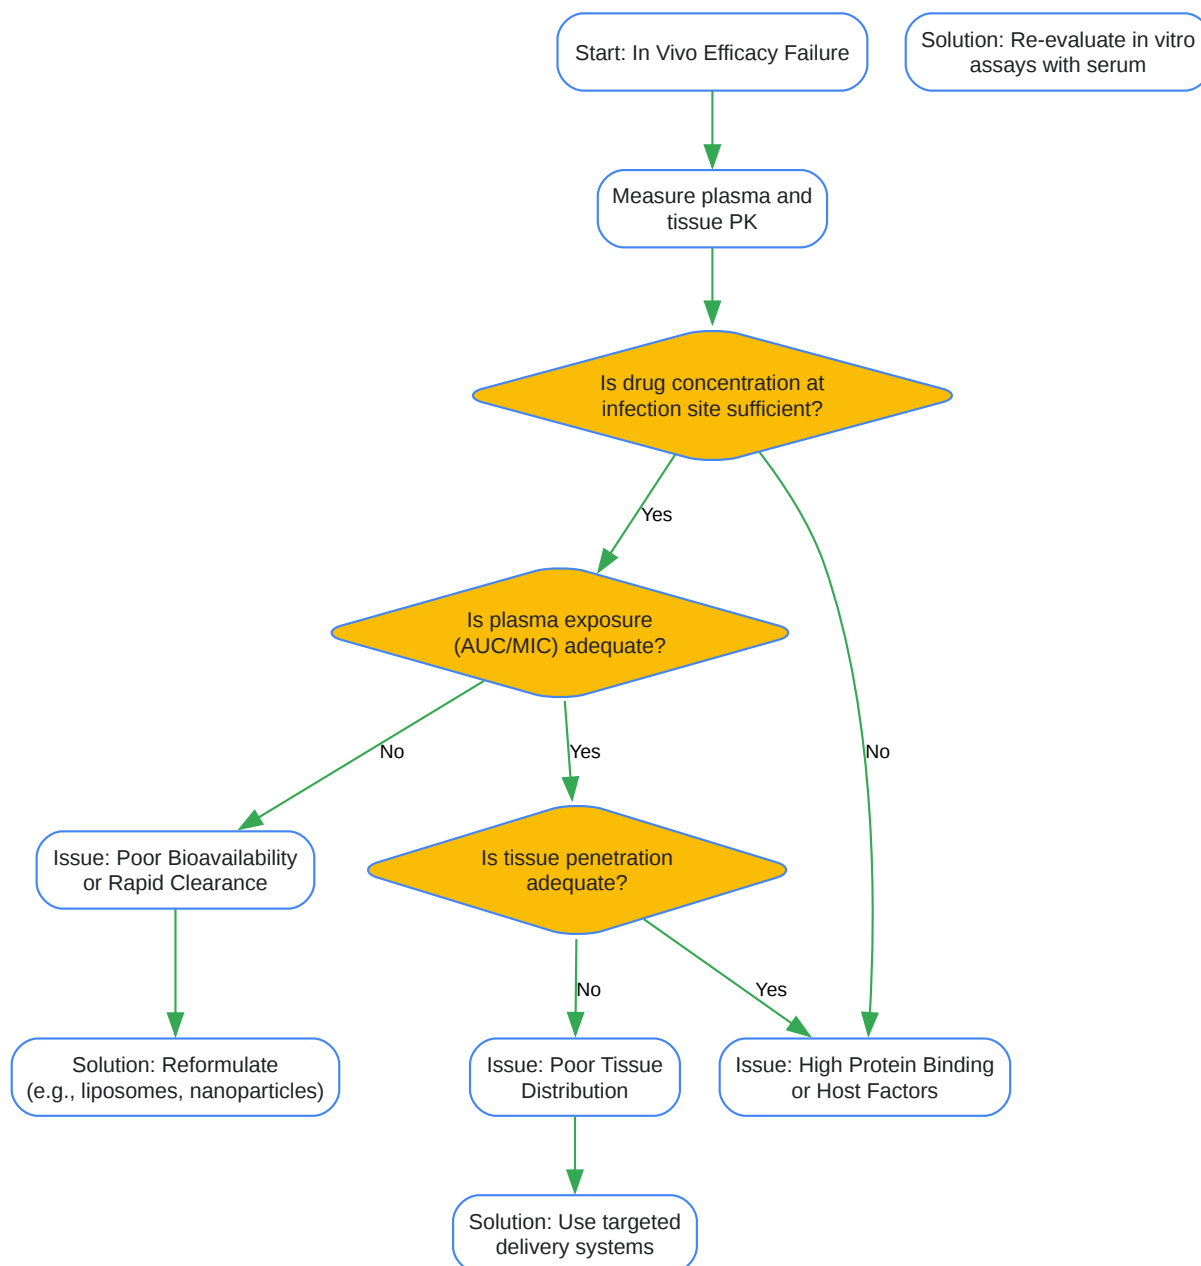 Start: In Vivo Efficacy Failure
Solution: Re-evaluate in vitro
assays with serum
Measure plasma and
tissue PK
Is drug concentration at
infection site sufficient?
Yes
Is plasma exposure
(AUC/MIC) adequate?
No
Yes
No
Issue: Poor Bioavailability
or Rapid Clearance
Is tissue penetration
adequate?
No
Yes
Solution: Reformulate
(e.g., liposomes, nanoparticles)
Issue: Poor Tissue
Distribution
Issue: High Protein Binding
or Host Factors
Solution: Use targeted
delivery systems